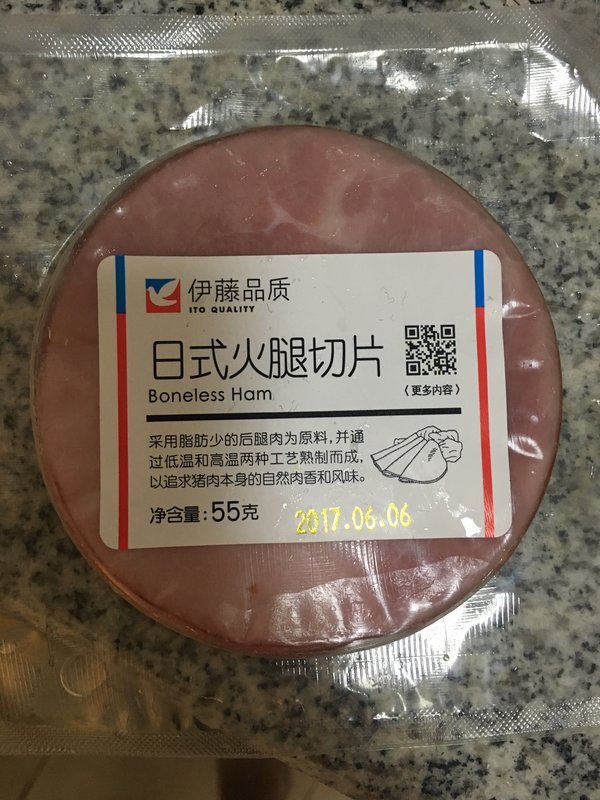 伊藤品质
ITO QUALITY
日式火腿切片
Boneless Ham
〈更多内容〉
采用脂肪少的后腿肉为原料,并通
过低温和高温两种工艺熟制而成,
以追求猪肉本身的自然肉香和风味。
净含量:55克
2017.06.06